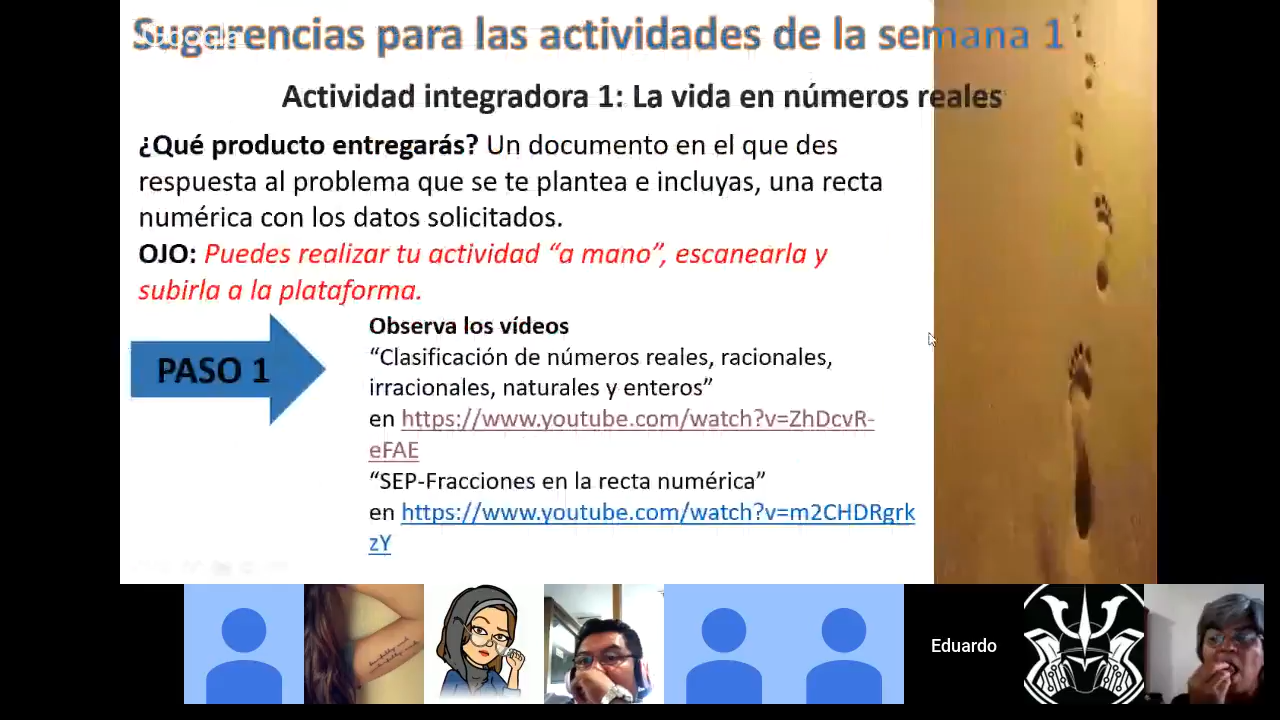 Sugerencias para las actividades de la semana 1
Google
Actividad integradora 1: La vida en números reales
¿Qué producto entregarás? Un documento en el que des
respuesta al problema que se te plantea e incluyas, una recta
numérica con los datos solicitados.
OJO: Puedes realizar tu actividad “a mano”, escanearla y
subirla a la plataforma.
PASO 1
Observa los vídeos
“Clasificación de números reales, racionales,
irracionales, naturales y enteros”
en https://www.youtube.com/watch?v=ZhDcvR-
eFAE
“SEP-Fracciones en la recta numérica”
en https://www.youtube.com/watch?v=m2CHDRgrk
zY
Eduardo